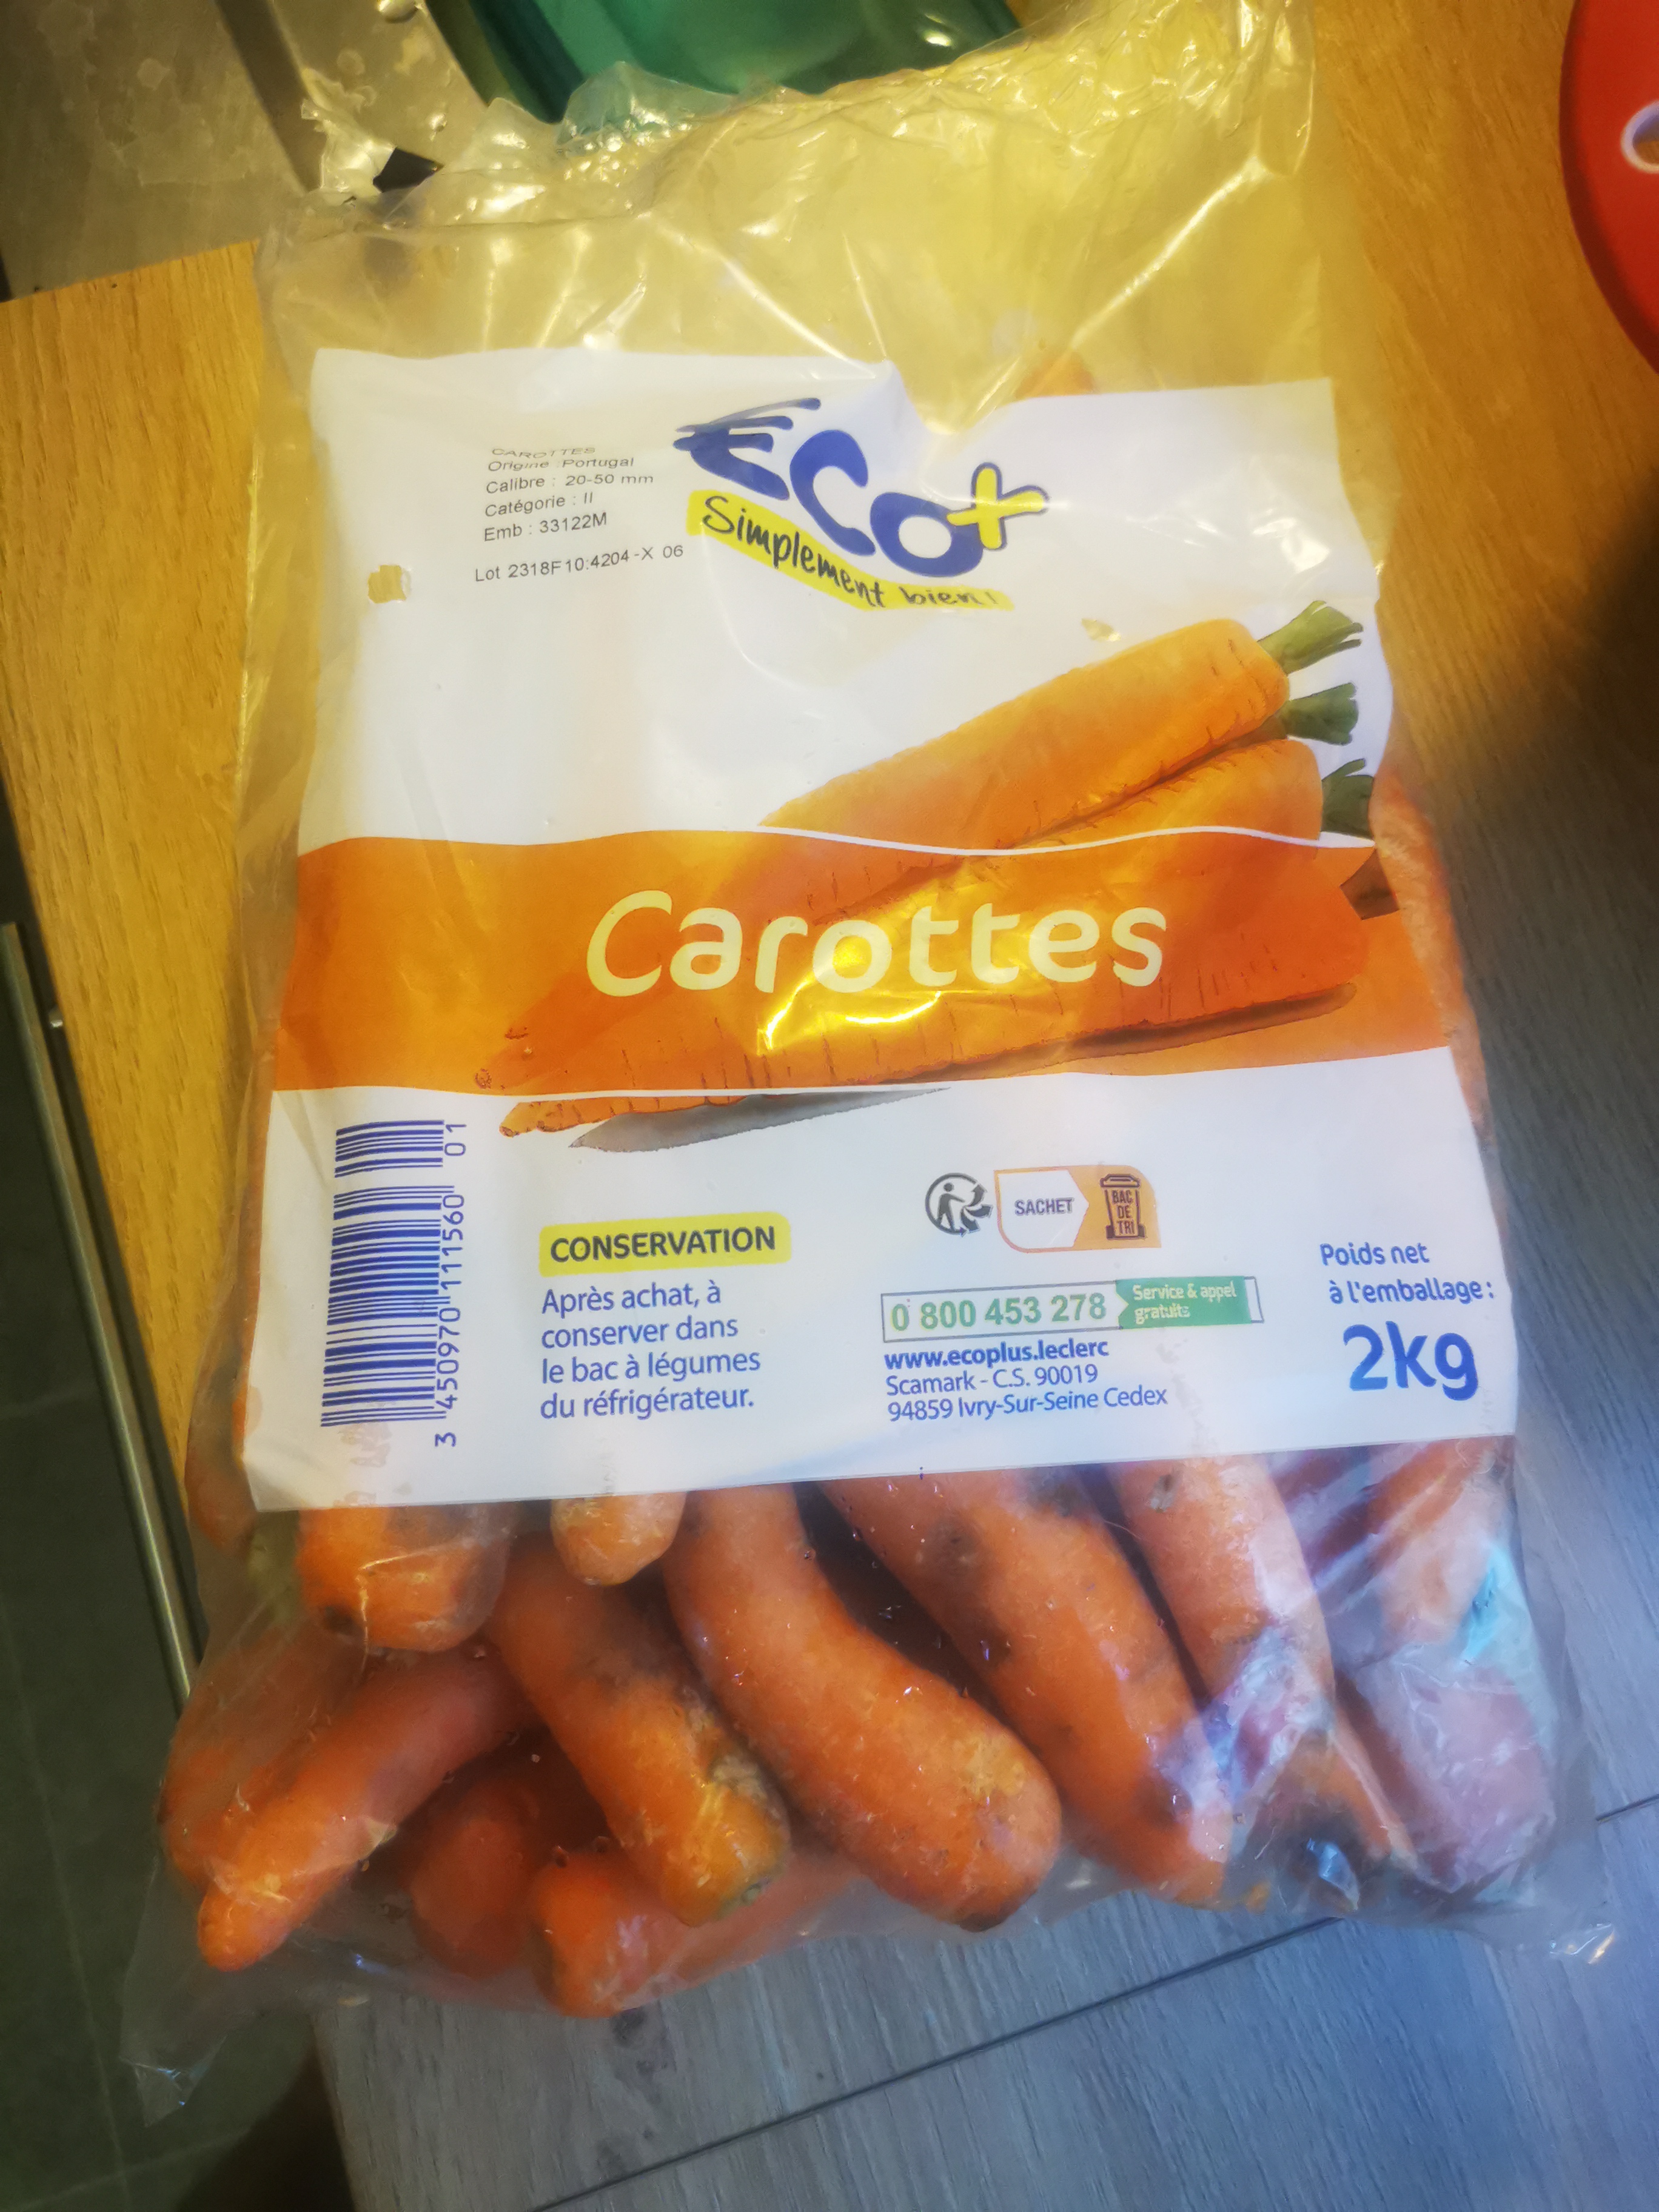 CAROTTES
Origine : Portugal
Calibre : 20-50 mm
Catégorie : II
Emb : 33122M
Lot 2318F10:4204-X 06
ECO+
Simplement bien!
Carottes
3 450970 111560 01
CONSERVATION
Après achat, à
conserver dans
le bac à légumes
du réfrigérateur.
SACHET
BAC
DE
TRI
0 800 453 278
Service & appel
gratuits
www.ecoplus.leclerc
Scamark - C.S. 90019
94859 Ivry-Sur-Seine Cedex
Poids net
à l'emballage :
2kg